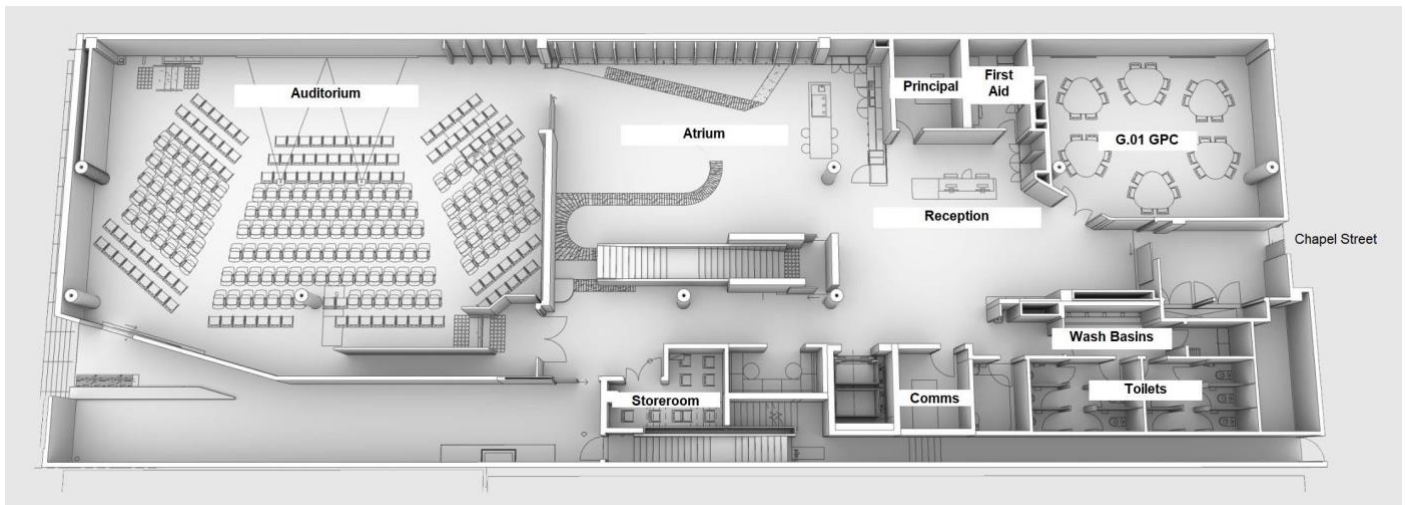 Auditorium
Principal
First
Aid
Atrium
G.01 GPC
Reception
Chapel Street
Wash Basins
Storeroom
Comms
Toilets